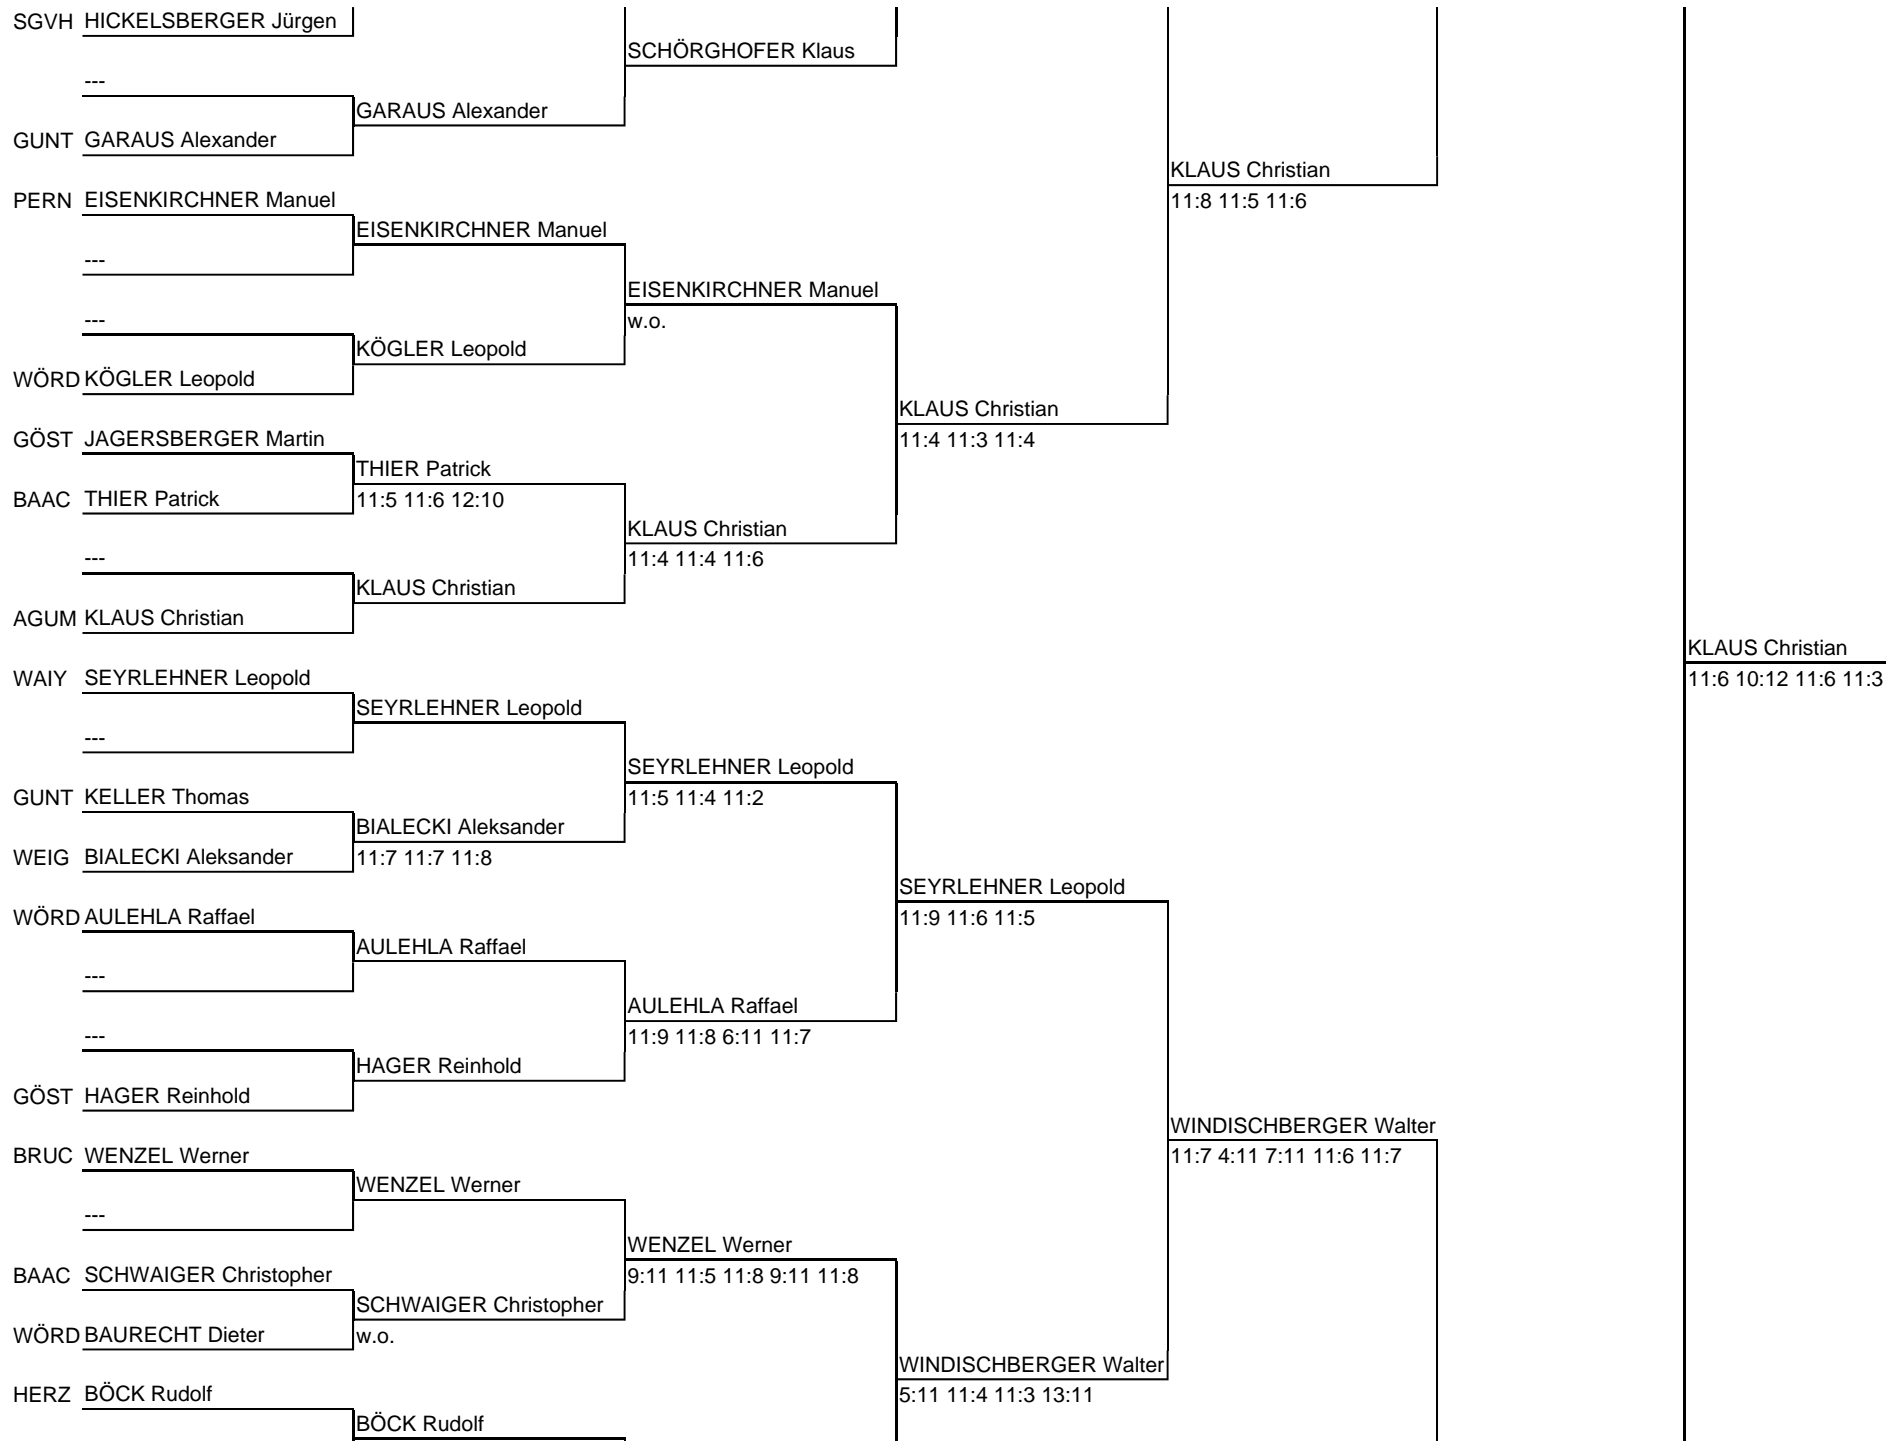 SGVH HICKELSBERGER Jürgen
SCHÖRGHOFER Klaus
---
GARAUS Alexander
GUNT GARAUS Alexander
KLAUS Christian
PERN EISENKIRCHNER Manuel
11:8 11:5 11:6
EISENKIRCHNER Manuel
---
EISENKIRCHNER Manuel
---
w.o.
KÖGLER Leopold
WÖRD KÖGLER Leopold
KLAUS Christian
GÖST JAGERSBERGER Martin
11:4 11:3 11:4
THIER Patrick
BAAC THIER Patrick
11:5 11:6 12:10
KLAUS Christian
---
11:4 11:4 11:6
KLAUS Christian
AGUM KLAUS Christian
KLAUS Christian
WAIY SEYRLEHNER Leopold
11:6 10:12 11:6 11:3
SEYRLEHNER Leopold
---
SEYRLEHNER Leopold
GUNT KELLER Thomas
11:5 11:4 11:2
BIALECKI Aleksander
WEIG BIALECKI Aleksander
11:7 11:7 11:8
SEYRLEHNER Leopold
WÖRD AULEHLA Raffael
11:9 11:6 11:5
AULEHLA Raffael
---
AULEHLA Raffael
---
11:9 11:8 6:11 11:7
HAGER Reinhold
GÖST HAGER Reinhold
WINDISCHBERGER Walter
BRUC WENZEL Werner
11:7 4:11 7:11 11:6 11:7
WENZEL Werner
---
WENZEL Werner
BAAC SCHWAIGER Christopher
9:11 11:5 11:8 9:11 11:8
SCHWAIGER Christopher
WÖRD BAURECHT Dieter
w.o.
WINDISCHBERGER Walter
HERZ BÖCK Rudolf
5:11 11:4 11:3 13:11
BÖCK Rudolf